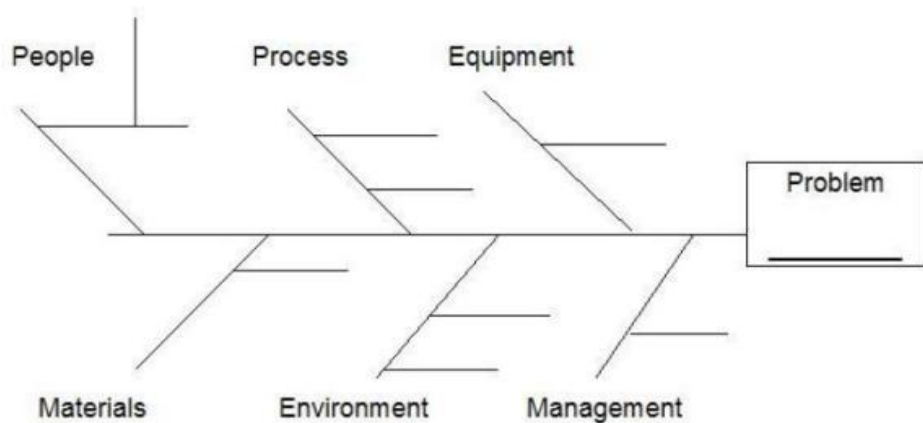 People
Process
Equipment
Problem
Materials
Environment
Management